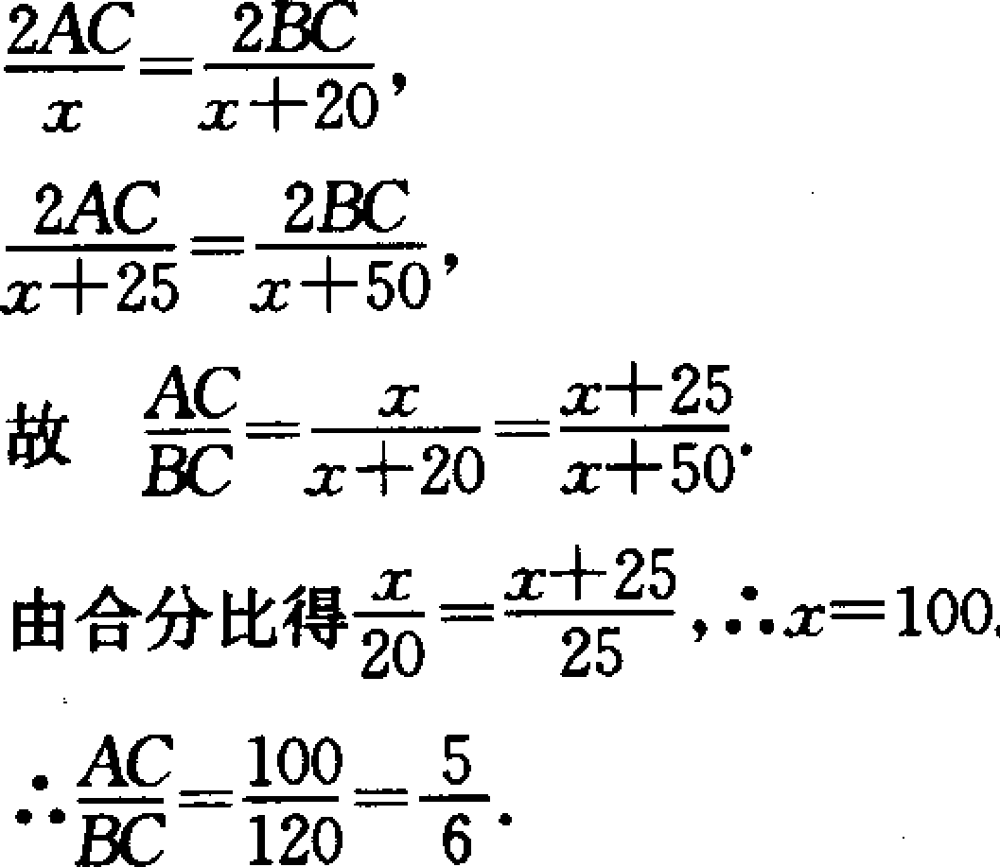 \frac{2AC}{x}=\frac{2BC}{x+20},
\frac{2AC}{x+25}=\frac{2BC}{x+50},
故 \frac{AC}{BC}=\frac{x}{x+20}=\frac{x+25}{x+50}.
由合分比得\frac{x}{20}=\frac{x+25}{25},∴x=100.
∴\frac{AC}{BC}=\frac{100}{120}=\frac{5}{6}.